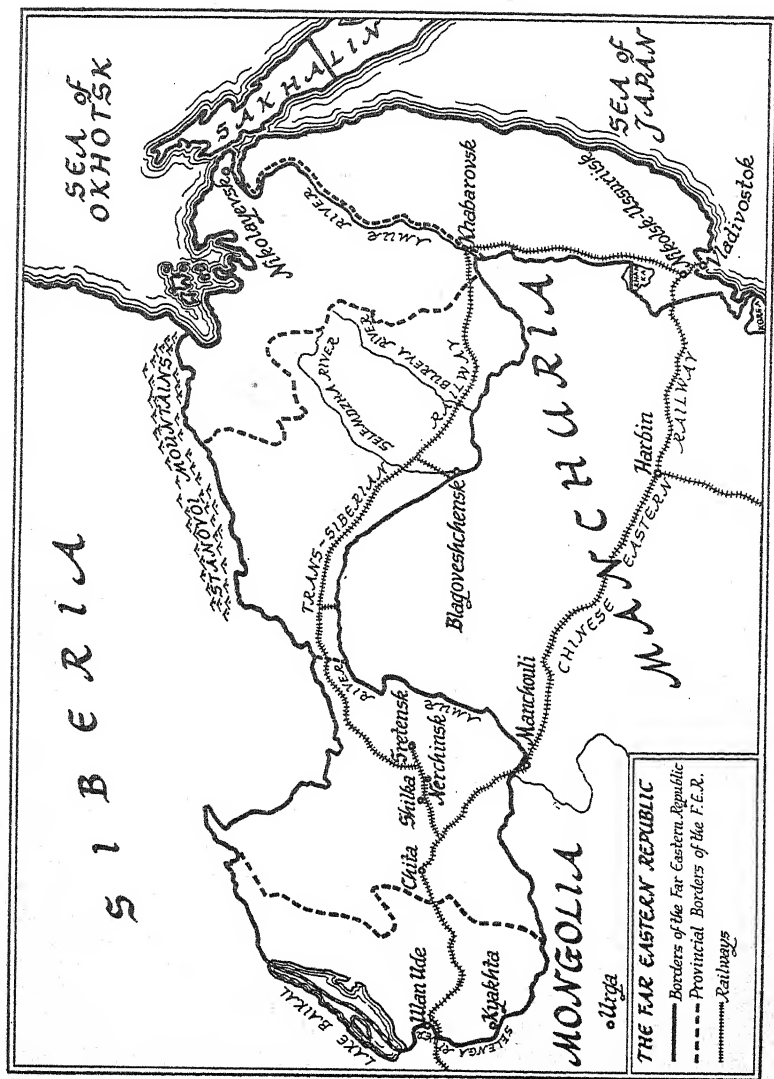 SIBERIA
SEA of
OKHOTSK
STANOVOI MOUNTAINS
SAKHALIN
Nikolayevsk
LAKE BAIKAL
TRANS-SIBERIAN RAILWAY
SELEMDZHA RIVER
BUREYA RIVER
AMUR RIVER
Ulan Ude
Chita
Shilka
Sretensk
Nerchinsk
AMUR RIVER
Blagoveshchensk
Khabarovsk
Kyakhta
SELENGA
Manchouli
MANCHURIA
MONGOLIA
Urga
CHINESE EASTERN RAILWAY
Harbin
Nikolsk-Ussuriisk
SEA of
JAPAN
Vladivostok
KOREA
THE FAR EASTERN REPUBLIC
Borders of the Far Eastern Republic
Provincial Borders of the F.E.R.
Railways